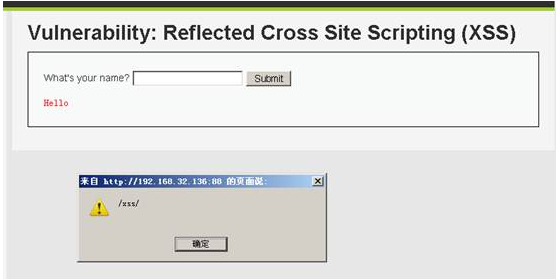 Vulnerability: Reflected Cross Site Scripting (XSS)
What's your name? Submit
Hello
来自 http://192.168.32.136:88 的页面说:
/xss/
确定